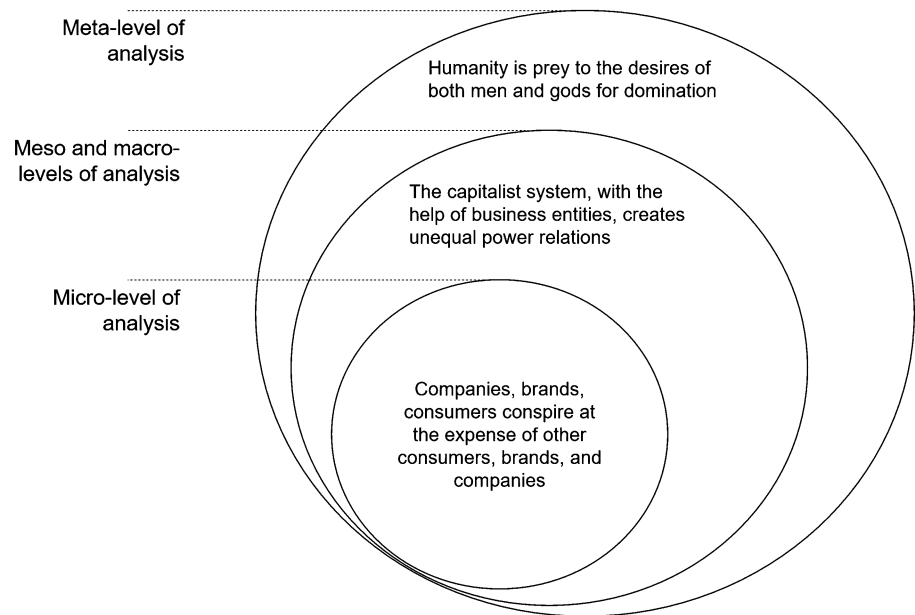 Meta-level of
analysis
Humanity is prey to the desires of
both men and gods for domination
Meso and macro-
levels of analysis
The capitalist system, with the
help of business entities, creates
unequal power relations
Micro-level of
analysis
Companies, brands,
consumers conspire at
the expense of other
consumers, brands, and
companies